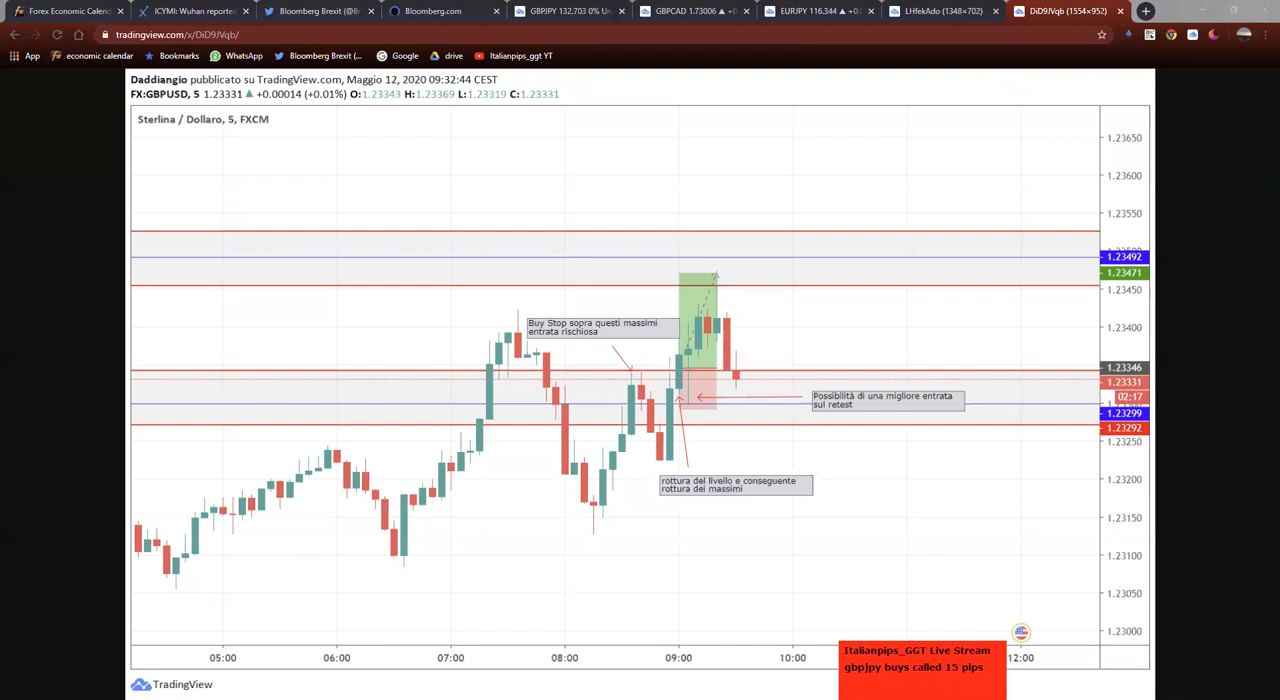 Forex Economic Calend
ICYMI: Wuhan reported
Bloomberg Brexit (@Br
Bloomberg.com
GBPJPY 132.703 0% Un
GBPCAD 1.73006 ▲ +0
EURJPY 116.344 ▲ +0.
LHfekAdo (1348×702)
DiD9JVqb (1554×952)
tradingview.com/x/DiD9JVqb/
App
economic calendar
Bookmarks
WhatsApp
Bloomberg Brexit (...
Google
drive
Italianpips_ggt YT
Daddiangio pubblicato su TradingView.com, Maggio 12, 2020 09:32:44 CEST
FX:GBPUSD, 5 1.23331 ▲ +0.00014 (+0.01%) O:1.23343 H:1.23369 L:1.23319 C:1.23331
Sterlina / Dollaro, 5, FXCM
1.23650
1.23600
1.23550
1.23492
1.23471
1.23450
1.23400
1.23346
1.23331
02:17
1.23299
1.23292
1.23250
1.23200
1.23150
1.23100
1.23050
1.23000
Buy Stop sopra questi massimi
entrata rischiosa
Possibilità di una migliore entrata
sul retest
rottura del livello e conseguente
rottura dei massimi
05:00
06:00
07:00
08:00
09:00
10:00
12:00
Italianpips_GGT Live Stream
gbpjpy buys called 15 pips
TradingView